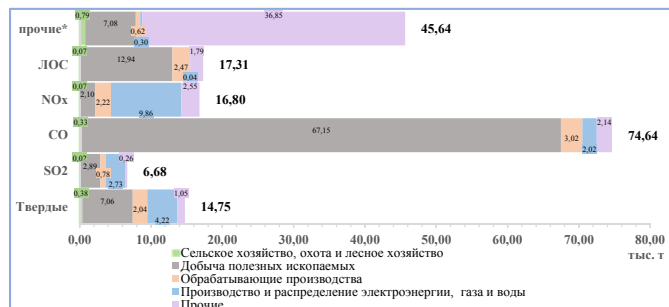 0,79 7,08 0,62 0,30 36,85
прочие* 45,64
0,07 12,94 2,47 0,04 1,79
ЛОС 17,31
0,07 2,10 2,22 9,86 2,55
NOx 16,80
0,33 67,15 3,02 2,02 2,14
CO 74,64
0,02 2,89 0,78 2,73 0,26
SO2 6,68
0,38 7,06 2,04 4,22 1,05
Твердые 14,75
0,00 10,00 20,00 30,00 40,00 50,00 60,00 70,00 80,00
тыс. т
Сельское хозяйство, охота и лесное хозяйство
Добыча полезных ископаемых
Обрабатывающие производства
Производство и распределение электроэнергии, газа и воды
Прочие